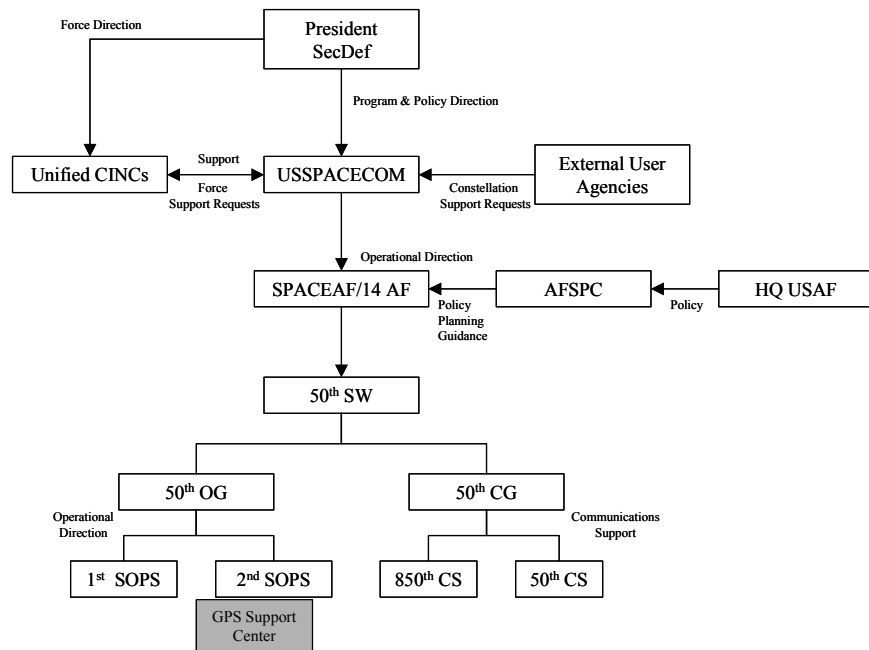 Force Direction
President
SecDef
Program & Policy Direction
Unified CINCs
Support
Force
Support Requests
USSPACECOM
Constellation
Support Requests
External User
Agencies
Operational Direction
SPACEAF/14 AF
Policy
Planning
Guidance
AFSPC
Policy
HQ USAF
50th SW
50th OG
50th CG
Operational
Direction
Communications
Support
1st SOPS
2nd SOPS
850th CS
50th CS
GPS Support
Center